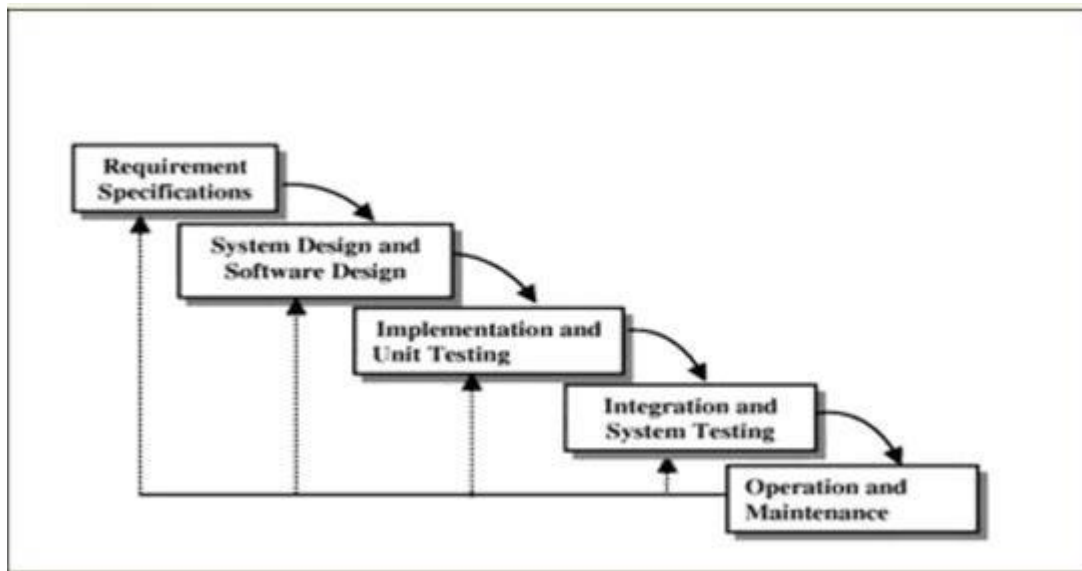 Requirement
Specifications
System Design and
Software Design
Implementation and
Unit Testing
Integration and
System Testing
Operation and
Maintenance